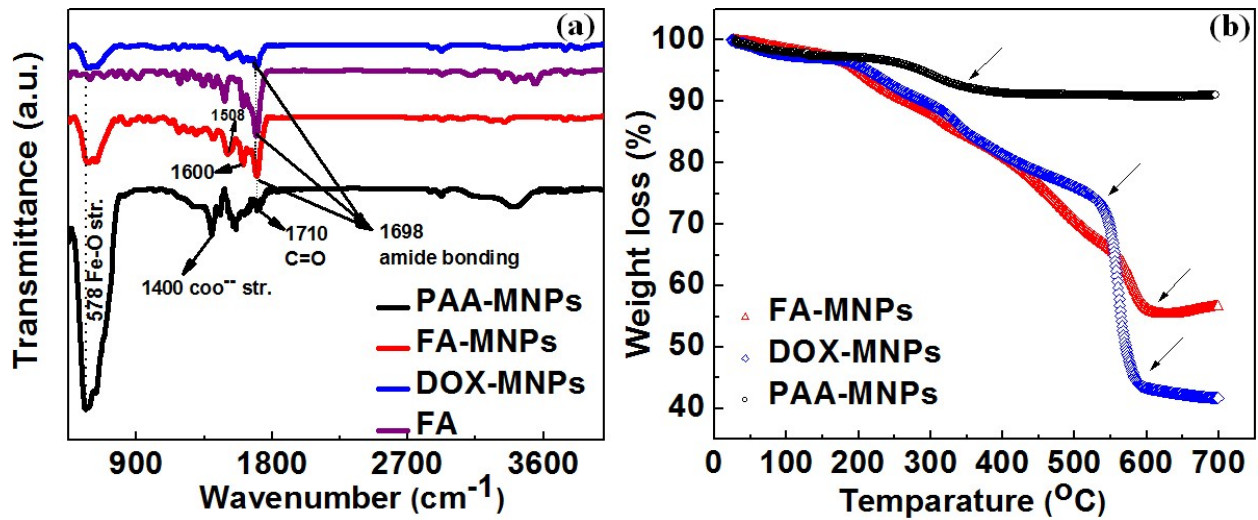 (a)
Transmittance (a.u.)
578 Fe-O str.
1508
1600
1710
C=O
1698
amide bonding
1400 coo⁻⁻ str.
PAA-MNPs
FA-MNPs
DOX-MNPs
FA
900 1800 2700 3600
Wavenumber (cm⁻¹)
(b)
Weight loss (%)
100
90
80
70
60
50
40
FA-MNPs
DOX-MNPs
PAA-MNPs
0 100 200 300 400 500 600 700
Temparature (⁰C)